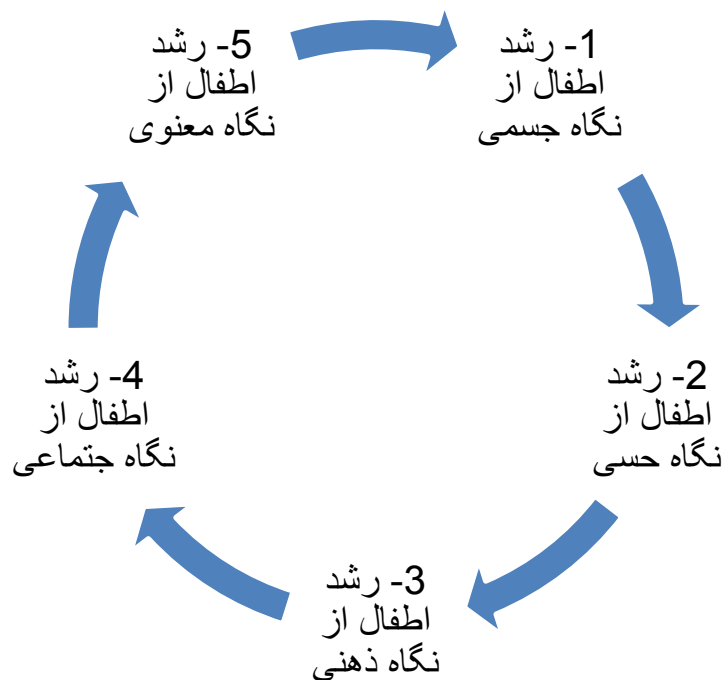 1- رشد
اطفال از
نگاه جسمی
2- رشد
اطفال از
نگاه حسی
3- رشد
اطفال از
نگاه ذهنی
4- رشد
اطفال از
نگاه جتماعی
5- رشد
اطفال از
نگاه معنوی